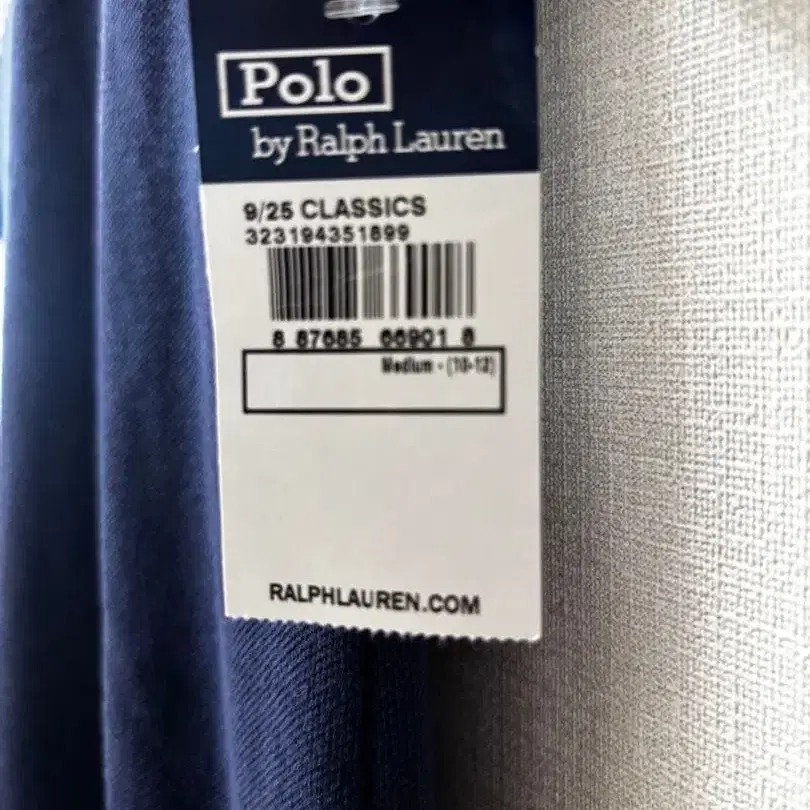 Polo
by Ralph Lauren
9/25 CLASSICS
323194351899
8 87685 66901 8
Medium - (10-12)
RALPHLAUREN.COM